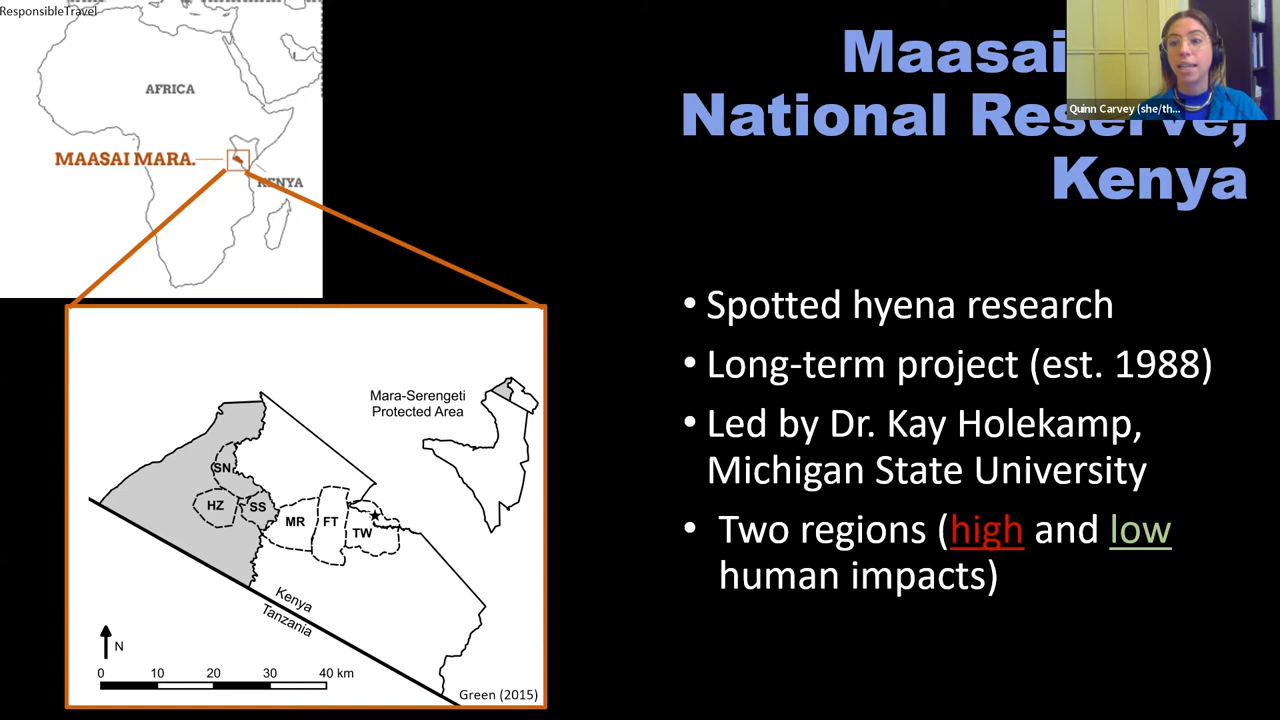 ResponsibleTravel
AFRICA
MAASAI MARA.
KENYA
Maasai
National Reserve,
Kenya
Quinn Carvey (she/th...
• Spotted hyena research
• Long-term project (est. 1988)
• Led by Dr. Kay Holekamp,
Michigan State University
• Two regions (high and low
human impacts)
Mara-Serengeti
Protected Area
SN
HZ
SS
MR
FT
TW
Kenya
Tanzania
N
0 10 20 30 40 km
Green (2015)